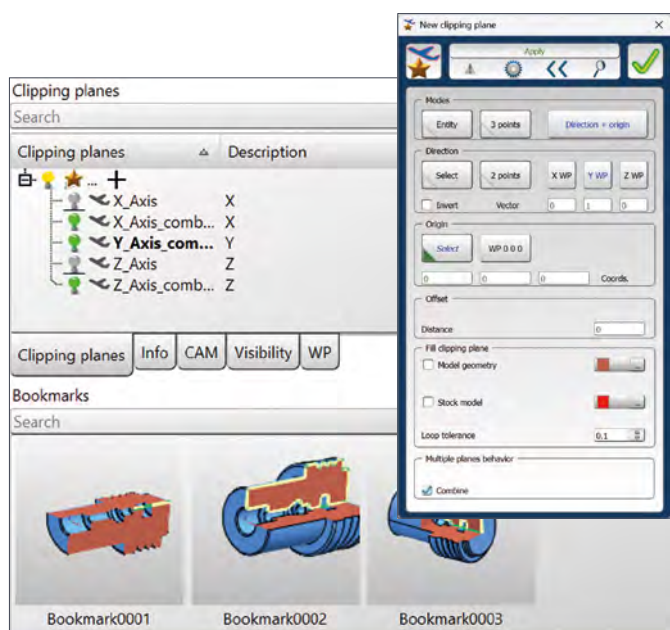 New clipping plane
Apply
Modes
Entity
3 points
Direction + origin
Direction
Select
2 points
X WP
Y WP
Z WP
Invert
Vector
0
1
0
Origin
Select
WP 0 0 0
0
0
0
Coords.
Offset
Distance
0
Fill clipping plane
Model geometry
...
Stock model
...
Loop tolerance
0.1
Multiple planes behavior
Combine
Clipping planes
Search
Clipping planes
Description
...
X_Axis
X
X_Axis_comb...
X
Y_Axis_com...
Y
Z_Axis
Z
Z_Axis_comb...
Z
Clipping planes
Info
CAM
Visibility
WP
Bookmarks
Search
Bookmark0001
Bookmark0002
Bookmark0003